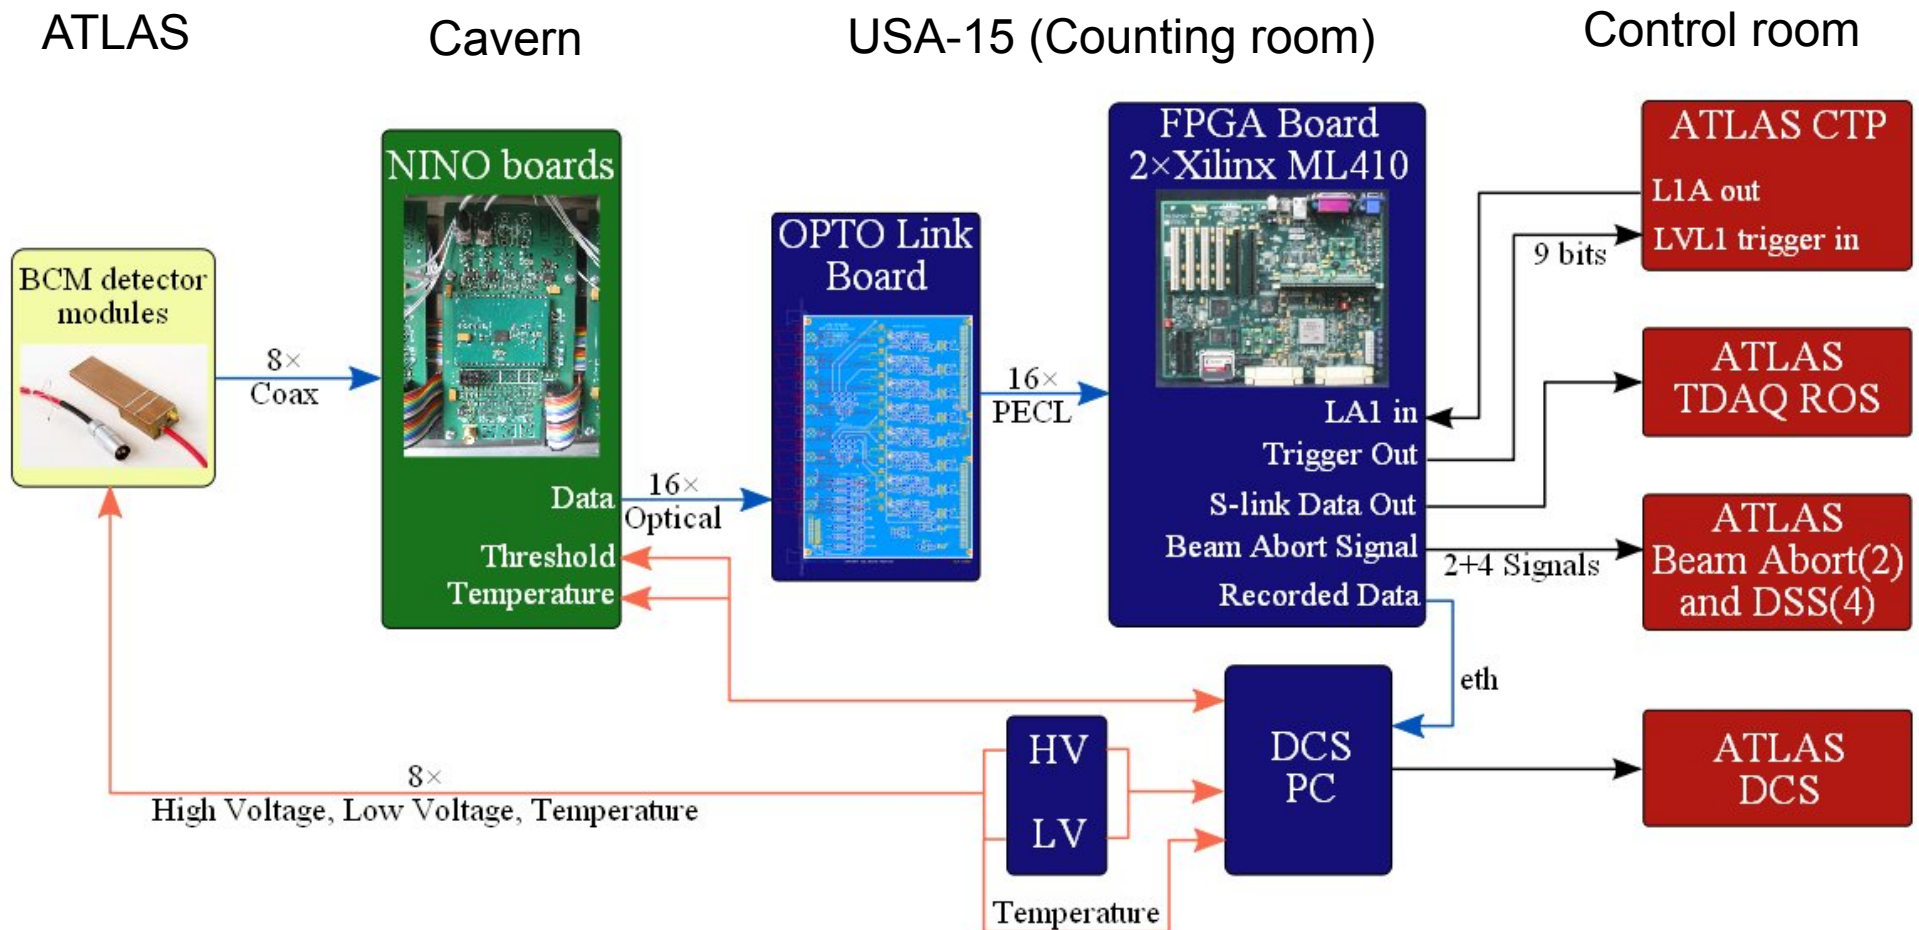 ATLAS
Cavern
USA-15 (Counting room)
Control room
BCM detector
modules
8×
Coax
NINO boards
Data
Threshold
Temperature
16×
Optical
OPTO Link
Board
16×
PECL
FPGA Board
2×Xilinx ML410
LA1 in
Trigger Out
S-link Data Out
Beam Abort Signal
Recorded Data
9 bits
2+4 Signals
eth
ATLAS CTP
L1A out
LVL1 trigger in
ATLAS
TDAQ ROS
ATLAS
Beam Abort(2)
and DSS(4)
ATLAS
DCS
DCS
PC
HV
LV
Temperature
8×
High Voltage, Low Voltage, Temperature